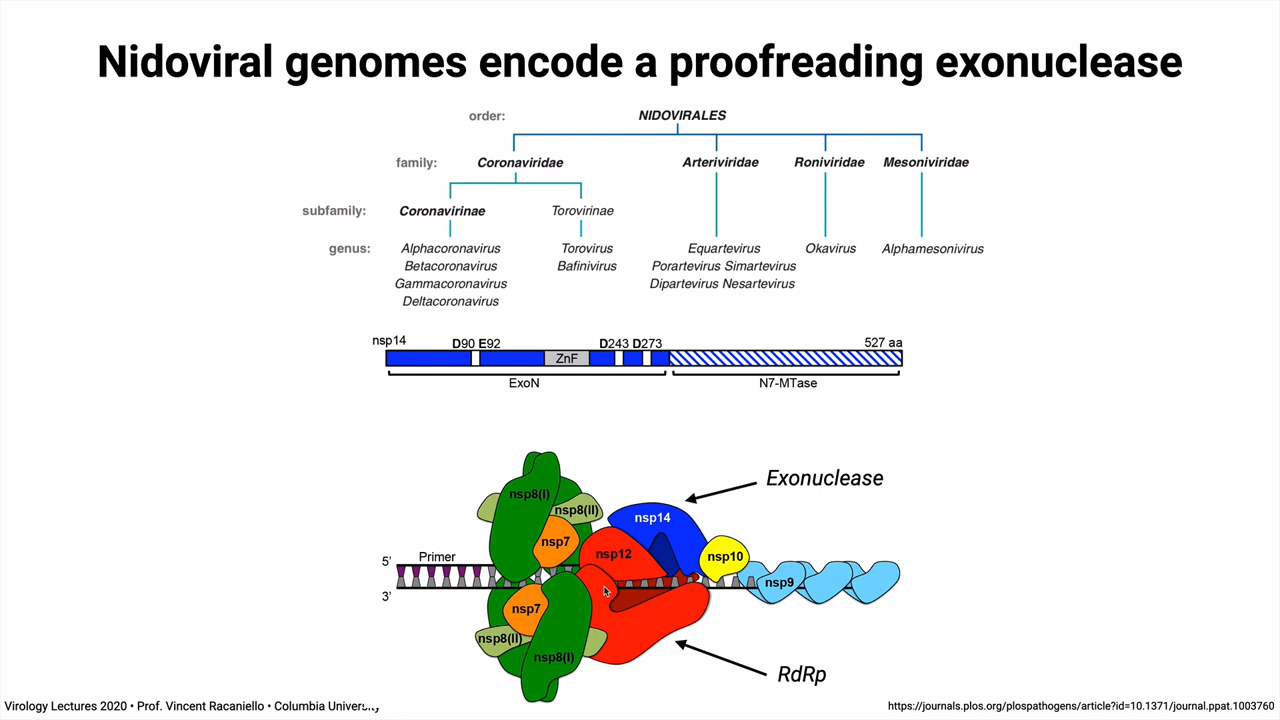 Nidoviral genomes encode a proofreading exonuclease
order: NIDOVIRALES
family: Coronaviridae Arteriviridae Roniviridae Mesoniviridae
subfamily: Coronavirinae Torovirinae
genus: Alphacoronavirus Torovirus Equartevirus Okavirus Alphamesonivirus
Betacoronavirus Bafinivirus Porartevirus Simartevirus
Gammacoronavirus Dipartevirus Nesartevirus
Deltacoronavirus
nsp14 D90 E92 D243 D273 527 aa
ZnF
ExoN N7-MTase
Exonuclease
nsp8(I)
nsp8(II)
nsp14
nsp7
nsp12
nsp10
5' Primer
nsp9
3'
nsp7
nsp8(II)
nsp8(I)
RdRp
Virology Lectures 2020 • Prof. Vincent Racaniello • Columbia University
https://journals.plos.org/plospathogens/article?id=10.1371/journal.ppat.1003760